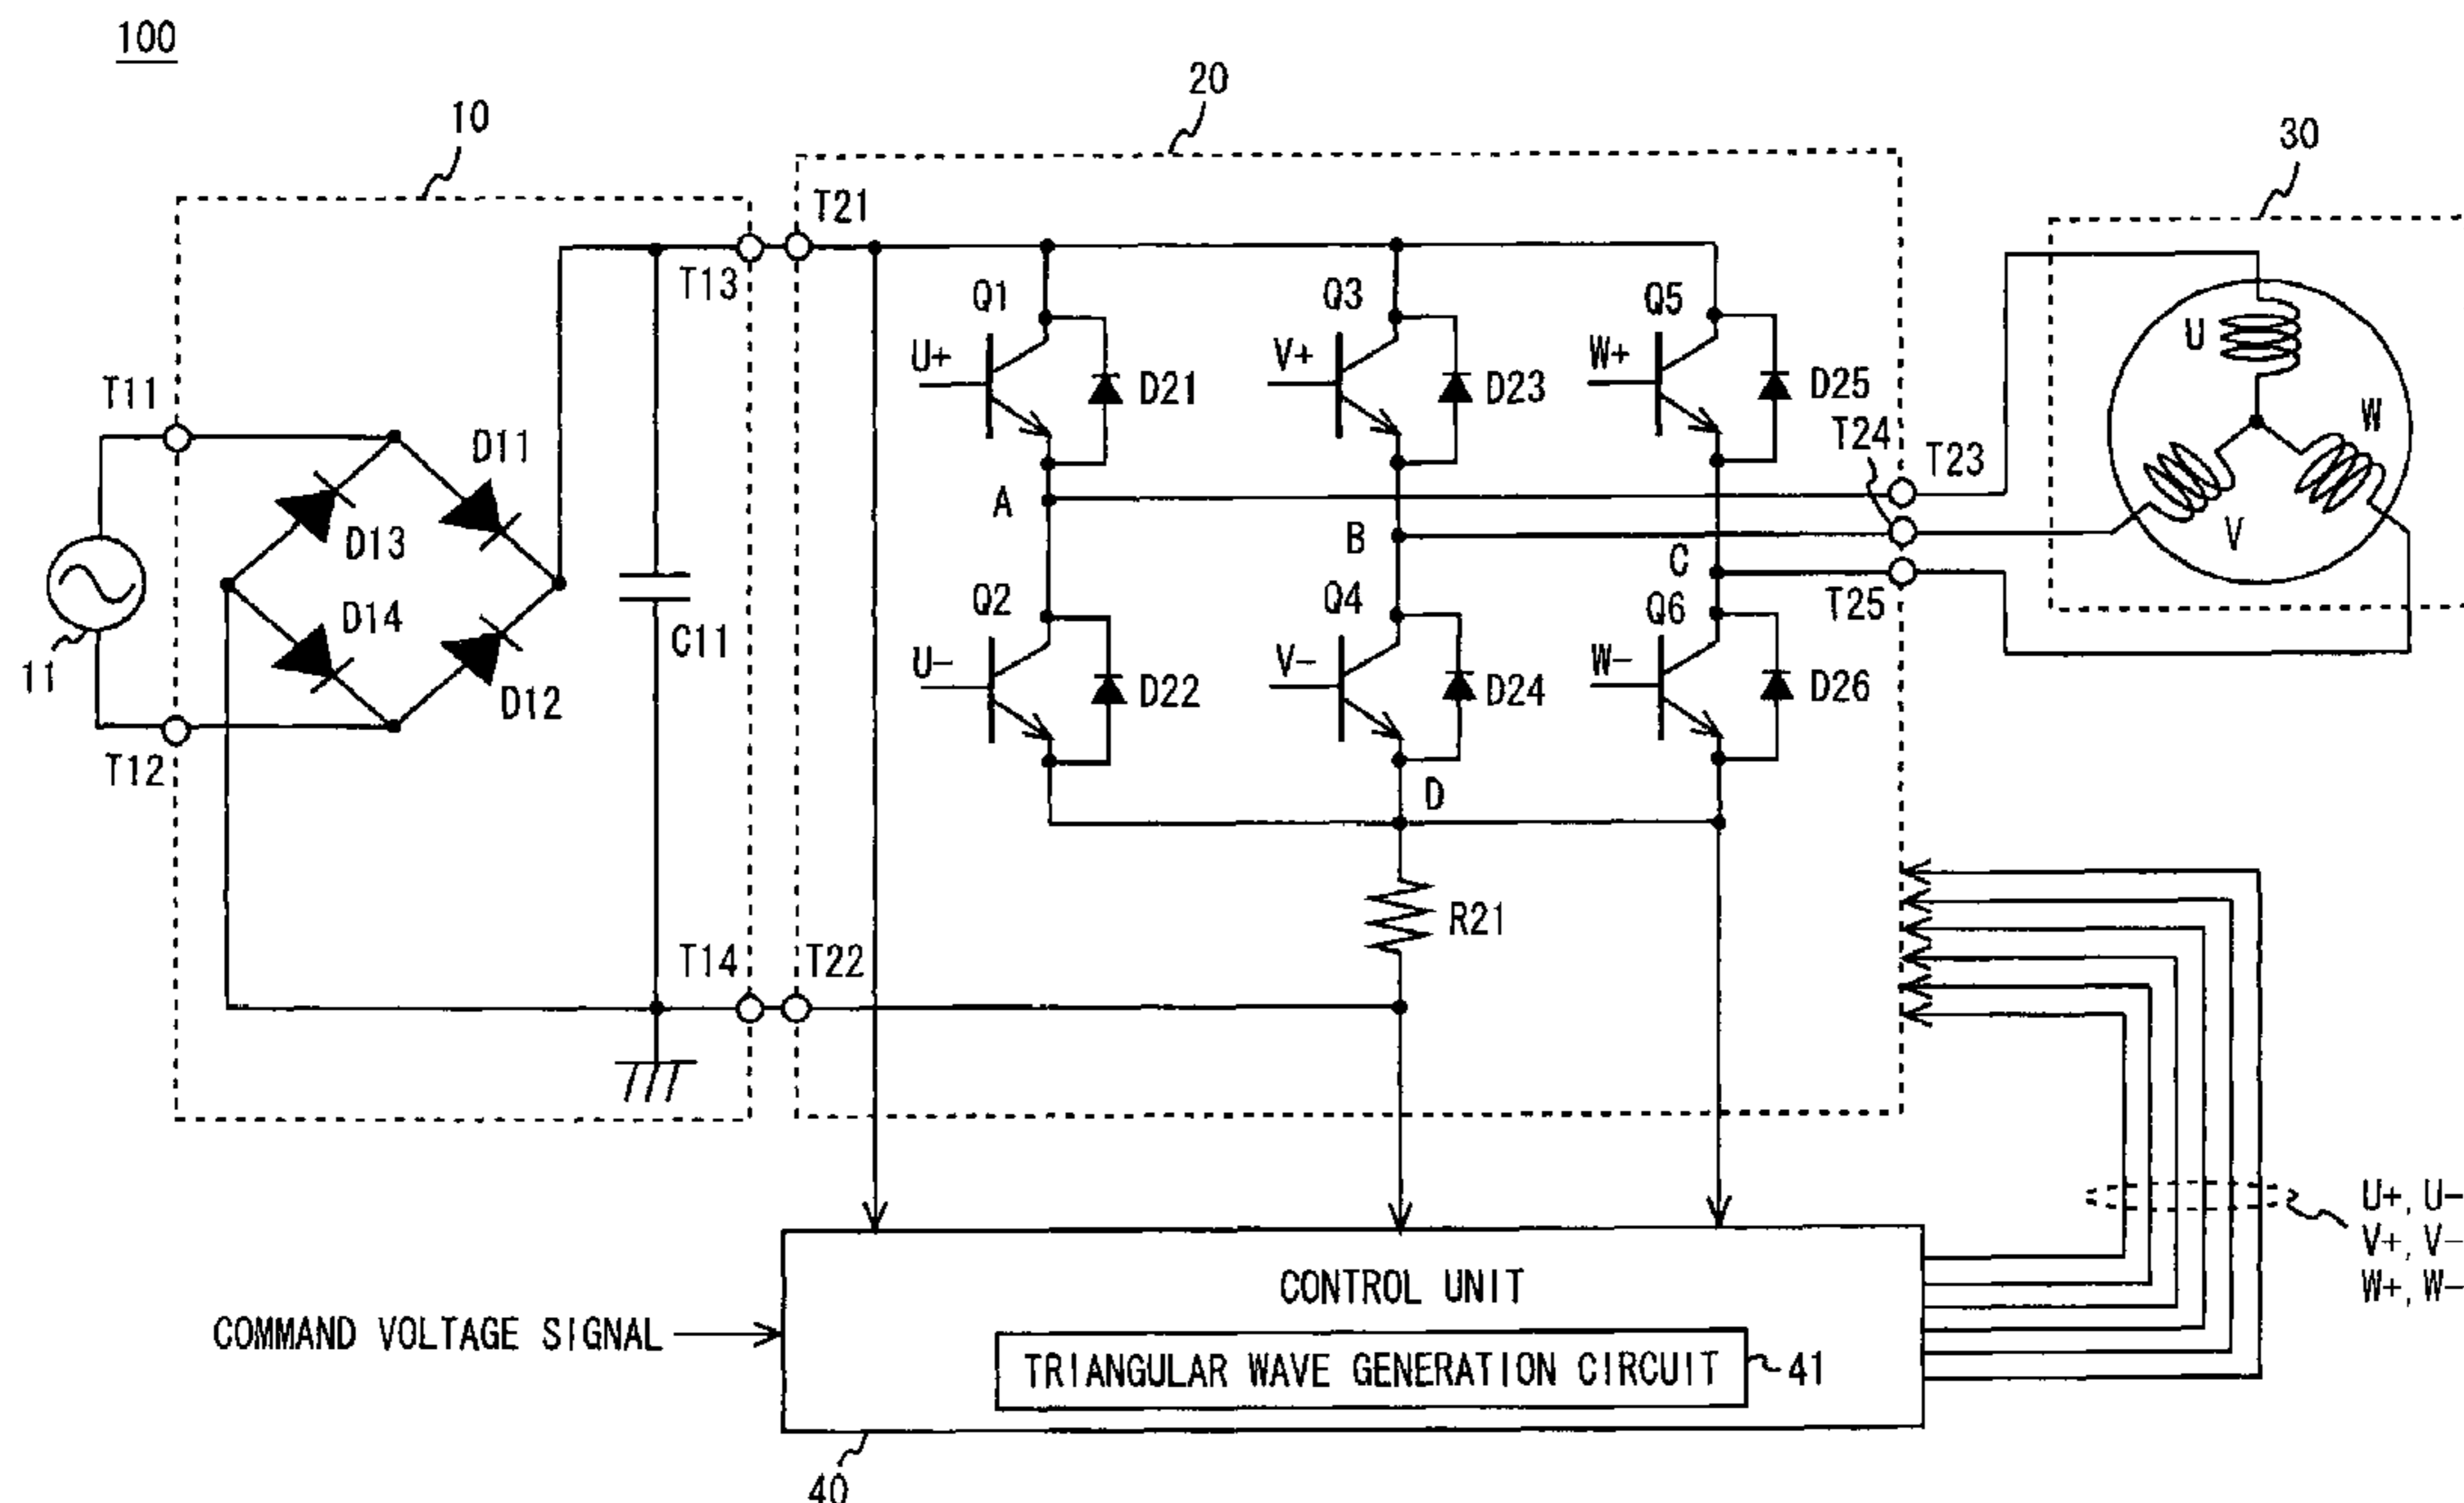 100
10
20
30
T21
T13
Q1
Q3
Q5
U+
V+
W+
D21
D23
D25
U
W
V
T11
D11
T24
T23
A
B
C
D13
T25
D14
C11
Q2
Q4
Q6
11
U-
V-
W-
D12
D22
D24
D26
T12
D
R21
T14
T22
U+, U-
V+, V-
W+, W-
CONTROL UNIT
COMMAND VOLTAGE SIGNAL
TRIANGULAR WAVE GENERATION CIRCUIT
41
40